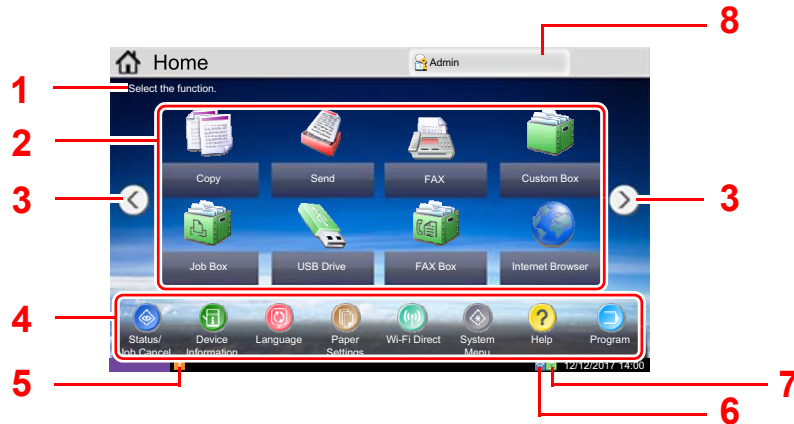 8
Home
Admin
1
Select the function.
2
Copy
Send
FAX
Custom Box
3
3
Job Box
USB Drive
FAX Box
Internet Browser
4
Status/
Job Cancel
Device
Information
Language
Paper
Settings
Wi-Fi Direct
System
Menu
Help
Program
12/12/2017 14:00
5
6
7